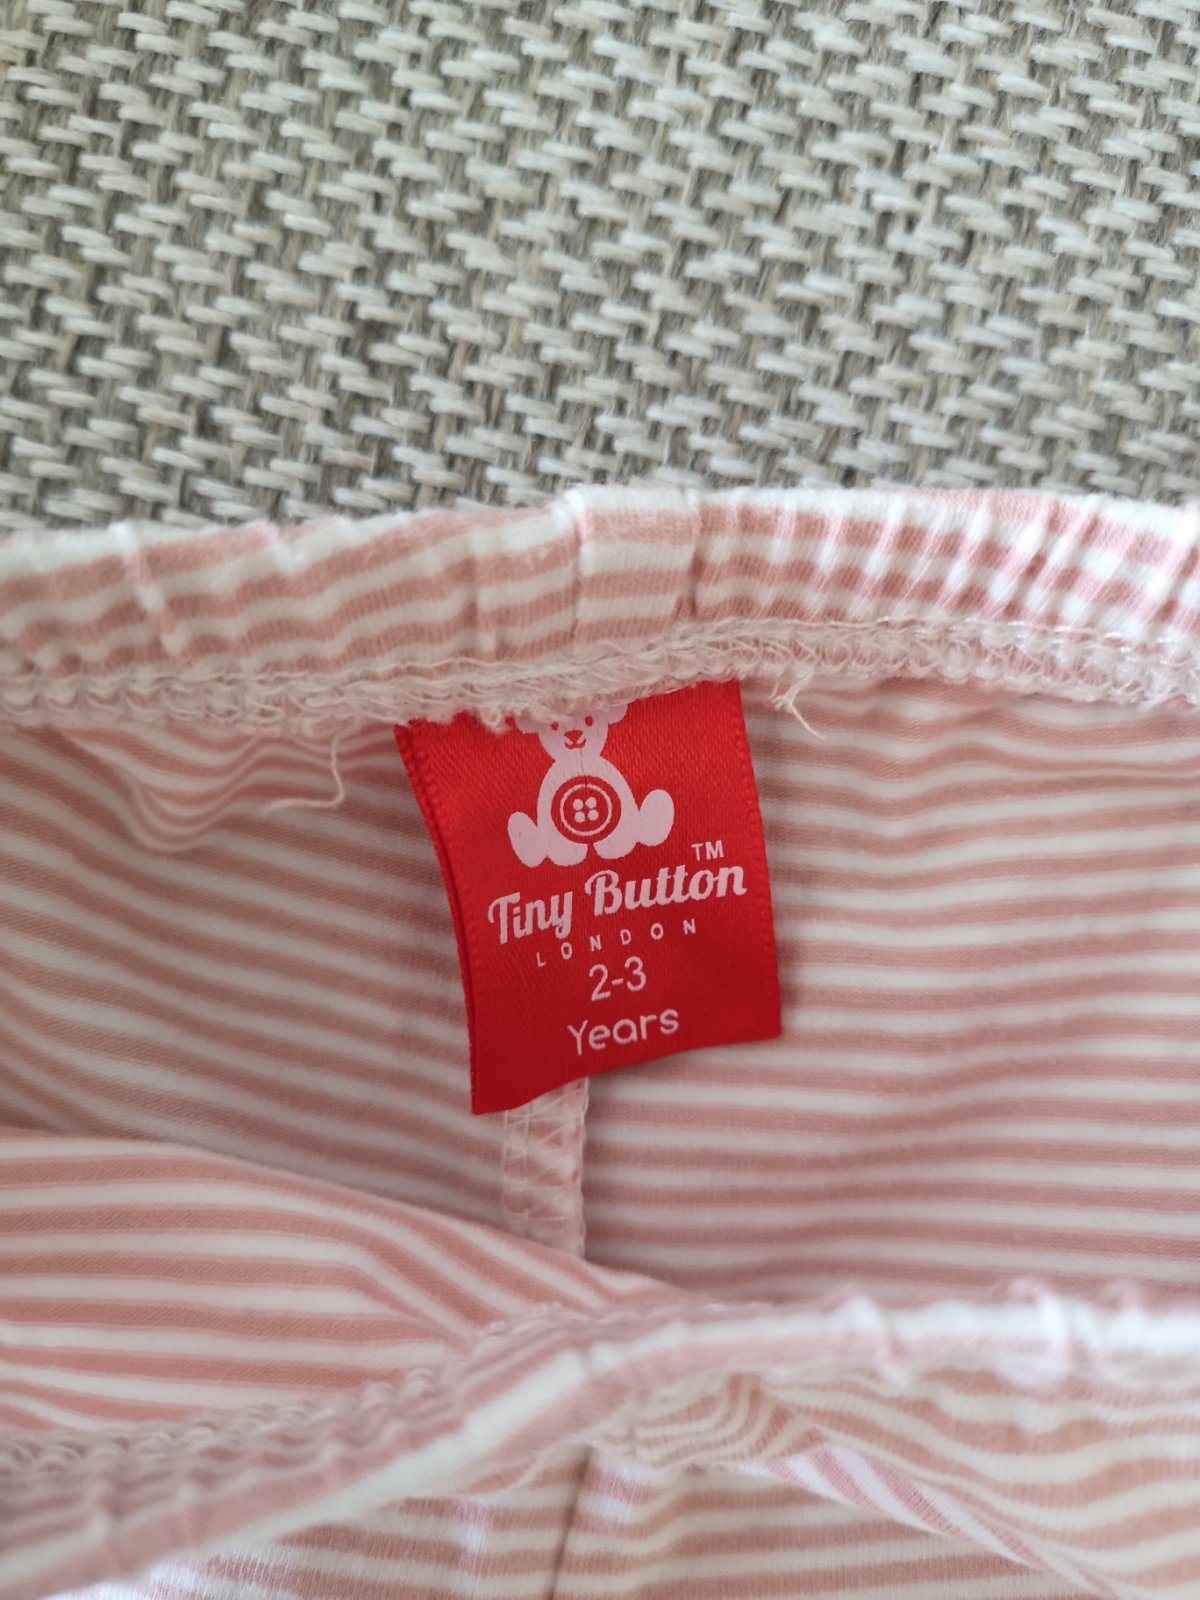 Tiny Button™
LONDON
2-3
Years